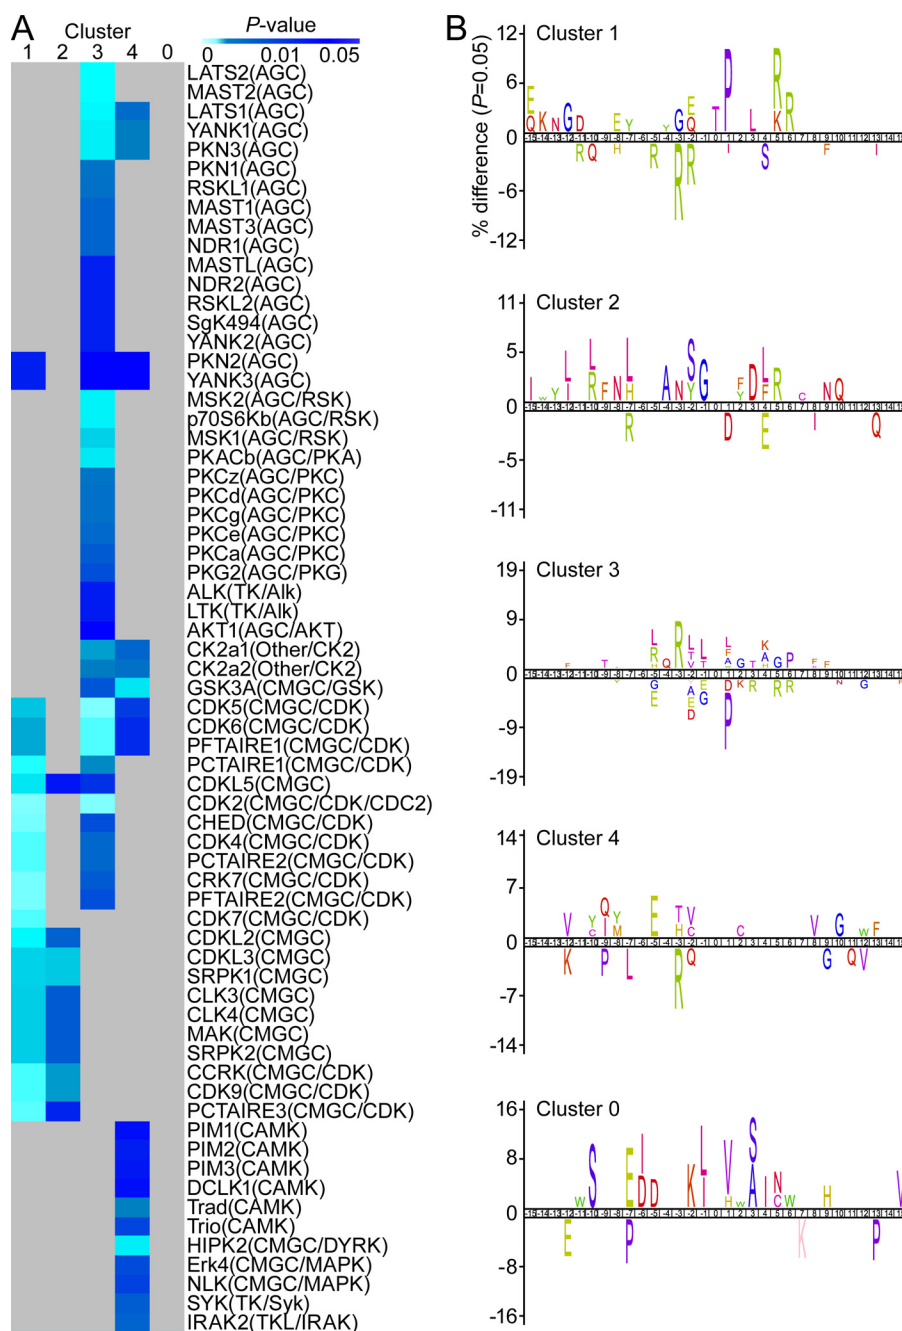 A
Cluster
1 2 3 4 0
P-value
0 0.01 0.05
LATS2(AGC)
MAST2(AGC)
LATS1(AGC)
YANK1(AGC)
PKN3(AGC)
PKN1(AGC)
RSKL1(AGC)
MAST1(AGC)
MAST3(AGC)
NDR1(AGC)
MASTL(AGC)
NDR2(AGC)
RSKL2(AGC)
SgK494(AGC)
YANK2(AGC)
PKN2(AGC)
YANK3(AGC)
MSK2(AGC/RSK)
p70S6Kb(AGC/RSK)
MSK1(AGC/RSK)
PKACb(AGC/PKA)
PKCz(AGC/PKC)
PKCd(AGC/PKC)
PKCg(AGC/PKC)
PKCe(AGC/PKC)
PKCa(AGC/PKC)
PKG2(AGC/PKG)
ALK(TK/Alk)
LTK(TK/Alk)
AKT1(AGC/AKT)
CK2a1(Other/CK2)
CK2a2(Other/CK2)
GSK3A(CMGC/GSK)
CDK5(CMGC/CDK)
CDK6(CMGC/CDK)
PFTAIRE1(CMGC/CDK)
PCTAIRE1(CMGC/CDK)
CDKL5(CMGC)
CDK2(CMGC/CDK/CDC2)
CHED(CMGC/CDK)
CDK4(CMGC/CDK)
PCTAIRE2(CMGC/CDK)
CRK7(CMGC/CDK)
PFTAIRE2(CMGC/CDK)
CDK7(CMGC/CDK)
CDKL2(CMGC)
CDKL3(CMGC)
SRPK1(CMGC)
CLK3(CMGC)
CLK4(CMGC)
MAK(CMGC)
SRPK2(CMGC)
CCRK(CMGC/CDK)
CDK9(CMGC/CDK)
PCTAIRE3(CMGC/CDK)
PIM1(CAMK)
PIM2(CAMK)
PIM3(CAMK)
DCLK1(CAMK)
Trad(CAMK)
Trio(CAMK)
HIPK2(CMGC/DYRK)
Erk4(CMGC/MAPK)
NLK(CMGC/MAPK)
SYK(TK/Syk)
IRAK2(TKL/IRAK)
B
% difference (P=0.05)
Cluster 1
12
6
0
-6
-12
Cluster 2
11
5
0
-5
-11
Cluster 3
19
9
0
-9
-19
Cluster 4
14
7
0
-7
-14
Cluster 0
16
8
0
-8
-16